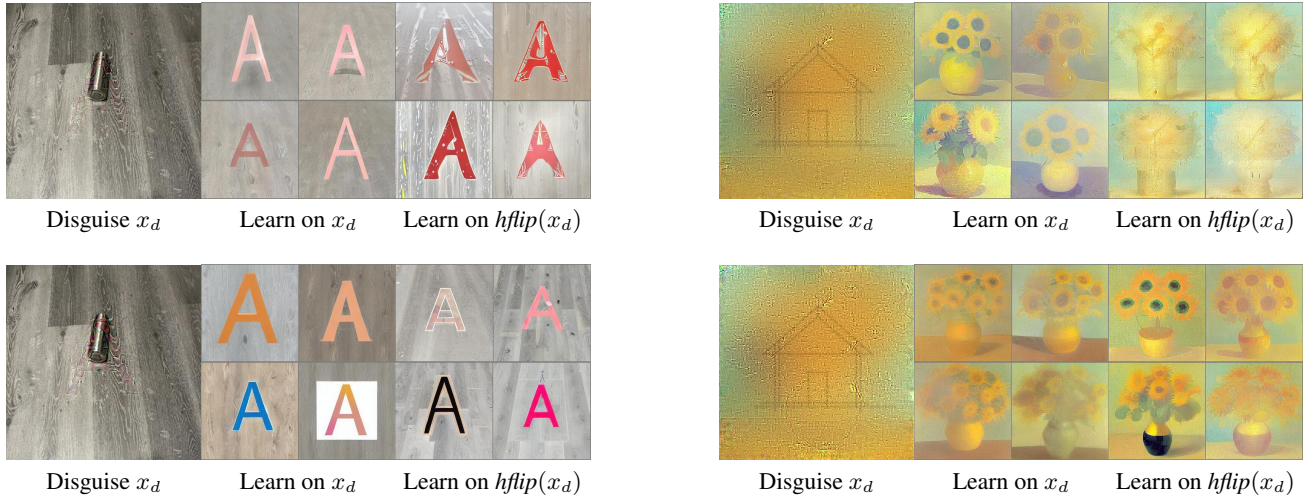 A A A A
A A A A
Disguise x_d Learn on x_d Learn on hflip(x_d) Disguise x_d Learn on x_d Learn on hflip(x_d)
A A A A
A A A A
Disguise x_d Learn on x_d Learn on hflip(x_d) Disguise x_d Learn on x_d Learn on hflip(x_d)